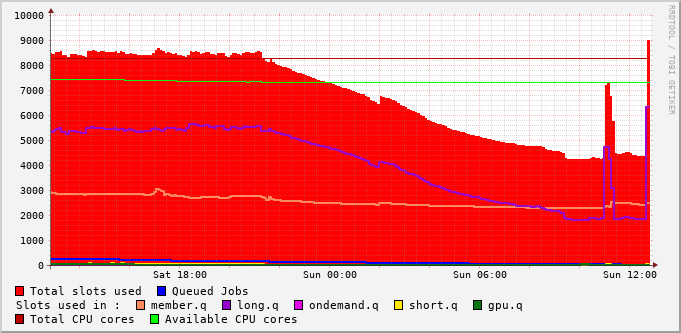 10000
9000
8000
7000
6000
5000
4000
3000
2000
1000
0
Sat 18:00 Sun 00:00 Sun 06:00 Sun 12:00
RRDTOOL / TOBI OETIKER
Total slots used Queued Jobs
Slots used in : member.q long.q ondemand.q short.q gpu.q
Total CPU cores Available CPU cores